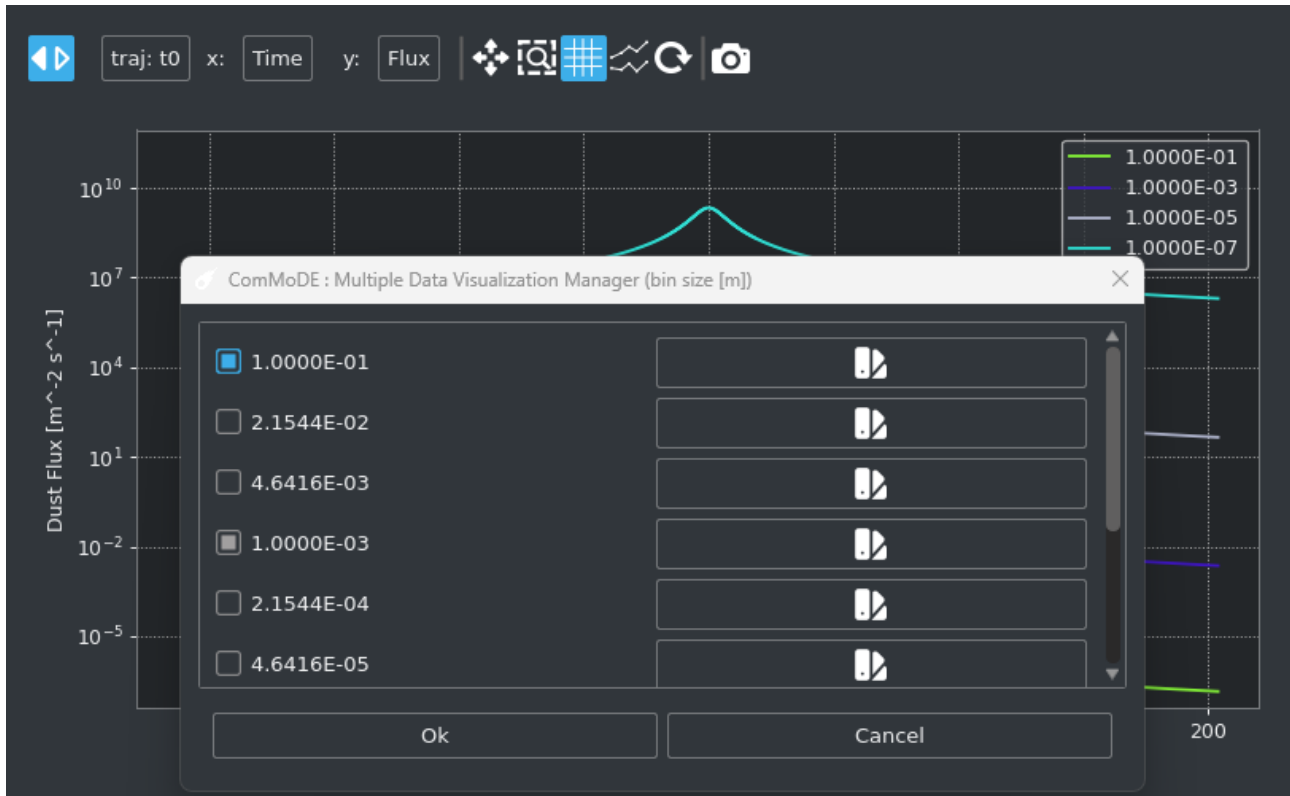 traj: t0 x: Time y: Flux
1.0000E-01
1.0000E-03
1.0000E-05
1.0000E-07
10^10
10^7
10^4
10^1
10^-2
10^-5
Dust Flux [m^-2 s^-1]
200
ComMoDE : Multiple Data Visualization Manager (bin size [m])
1.0000E-01
2.1544E-02
4.6416E-03
1.0000E-03
2.1544E-04
4.6416E-05
Ok Cancel